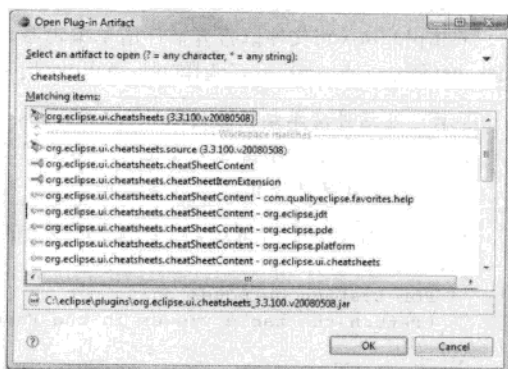 Open Plug-in Artifact
Select an artifact to open (? = any character, * = any string):
cheatsheets
Matching items:
org.eclipse.ui.cheatsheets (3.3.100.v20080508)
Workspace matches
org.eclipse.ui.cheatsheets.source (3.3.100.v20080508)
org.eclipse.ui.cheatsheets.cheatSheetContent
org.eclipse.ui.cheatsheets.cheatSheetItemExtension
org.eclipse.ui.cheatsheets.cheatSheetContent - com.qualityeclipse.favorites.help
org.eclipse.ui.cheatsheets.cheatSheetContent - org.eclipse.jdt
org.eclipse.ui.cheatsheets.cheatSheetContent - org.eclipse.pde
org.eclipse.ui.cheatsheets.cheatSheetContent - org.eclipse.platform
org.eclipse.ui.cheatsheets.cheatSheetContent - org.eclipse.ui.cheatsheets
C:\eclipse\plugins\org.eclipse.ui.cheatsheets_3.3.100.v20080508.jar
OK
Cancel